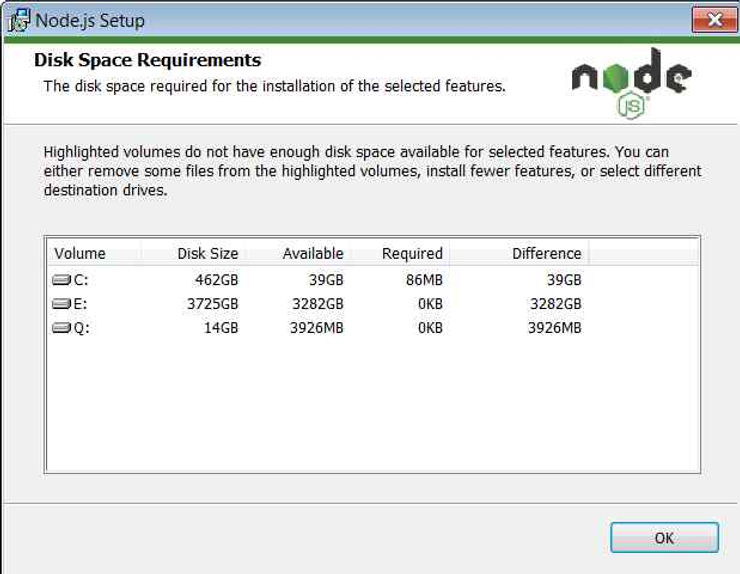 Node.js Setup
Disk Space Requirements
The disk space required for the installation of the selected features.
node
JS
Highlighted volumes do not have enough disk space available for selected features. You can
either remove some files from the highlighted volumes, install fewer features, or select different
destination drives.
Volume Disk Size Available Required Difference
C: 462GB 39GB 86MB 39GB
E: 3725GB 3282GB 0KB 3282GB
Q: 14GB 3926MB 0KB 3926MB
OK